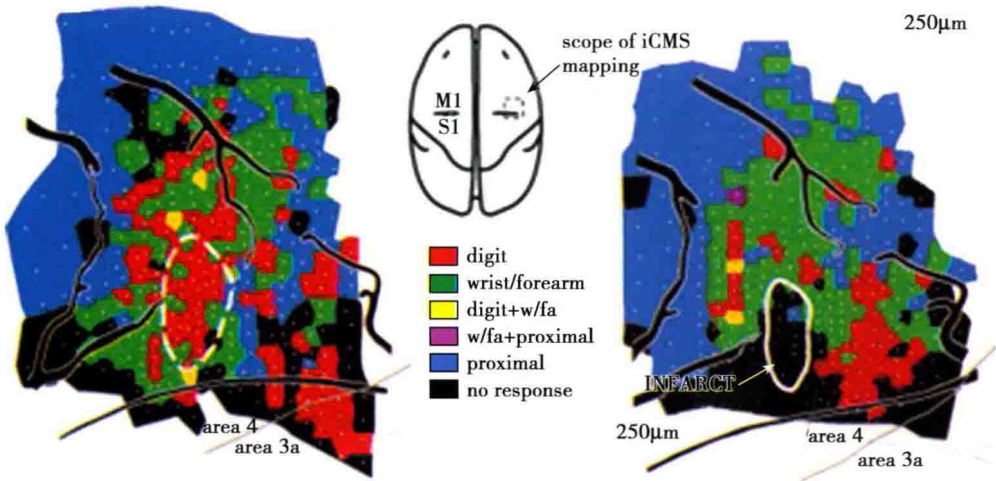 250μm
scope of iCMS
mapping
M1
S1
digit
wrist/forearm
digit+w/fa
w/fa+proximal
proximal
no response
INFARCT
250μm
area 4
area 3a
area 4
area 3a